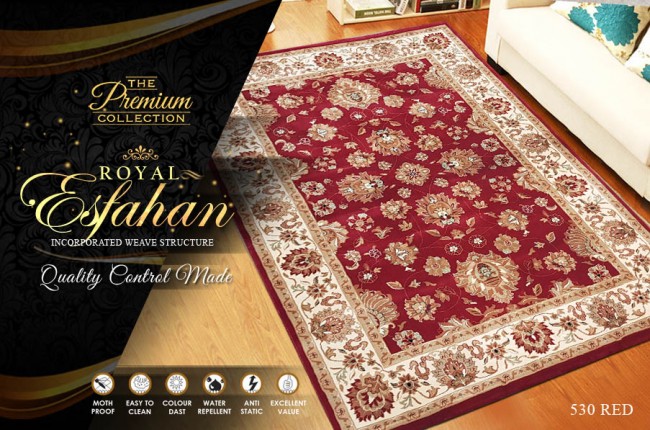 THE
Premium
COLLECTION
ROYAL
Esfahan
INCORPORATED WEAVE STRUCTURE
Quality Control Made
MOTH PROOF
EASY TO CLEAN
COLOUR DAST
WATER REPELLENT
ANTI STATIC
EXCELLENT VALUE
530 RED